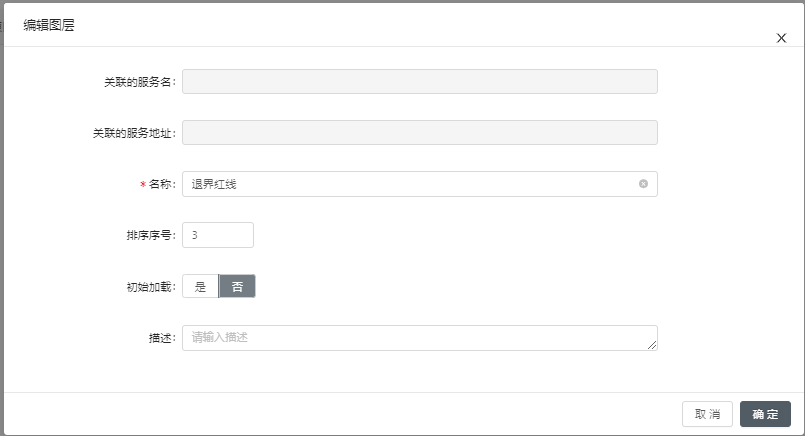 编辑图层
关联的服务名:
关联的服务地址:
* 名称: 退界红线
排序序号: 3
初始加载: 是 否
描述: 请输入描述
取 消 确 定